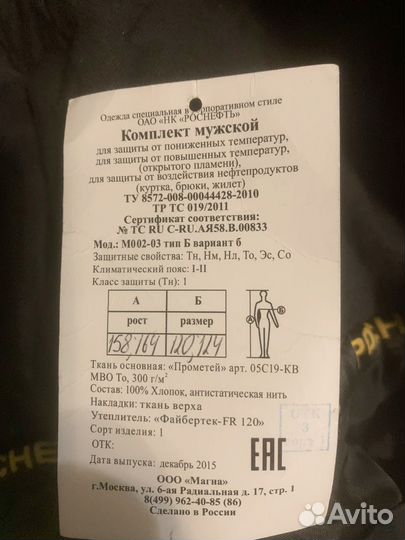 Одежда специальная в корпоративном стиле
ОАО «НК «РОСНЕФТЬ»
Комплект мужской
для защиты от пониженных температур,
для защиты от повышенных температур,
(открытого пламени),
для защиты от воздействия нефтепродуктов
(куртка, брюки, жилет)
ТУ 8572-008-00044428-2010
ТР ТС 019/2011
Сертификат соответствия:
№ ТС RU С-RU.АЯ58.В.00833
Мод.: М002-03 тип Б вариант б
Защитные свойства: Тн, Нм, Нл, То, Эс, Со
Климатический пояс: I-II
Класс защиты (Тн): 1
А Б
рост размер
158,164 120,124
А
Б
Ткань основная: «Прометей» арт. 05С19-КВ
МВО То, 300 г/м²
Состав: 100% Хлопок, антистатическая нить
Накладки: ткань верха
Утеплитель: «Файбертек-FR 120»
Сорт изделия: 1
ОТК:
ОТК
3
EAC
Дата выпуска: декабрь 2015
ООО «Магна»
г.Москва, ул. 6-ая Радиальная д. 17, стр. 1
8(499) 962-40-85 (86)
Сделано в России
СНЕ
Avito